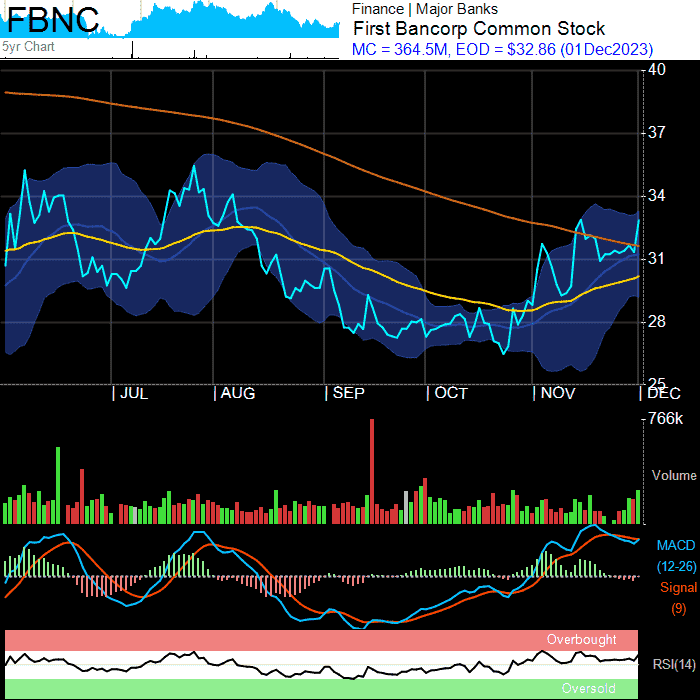 FBNC
5yr Chart
Finance | Major Banks
First Bancorp Common Stock
MC = 364.5M, EOD = $32.86 (01Dec2023)
40
37
34
31
28
25
| JUL | AUG | SEP | OCT | NOV | DEC
766k
Volume
MACD
(12-26)
Signal
(9)
Overbought
RSI(14)
Oversold